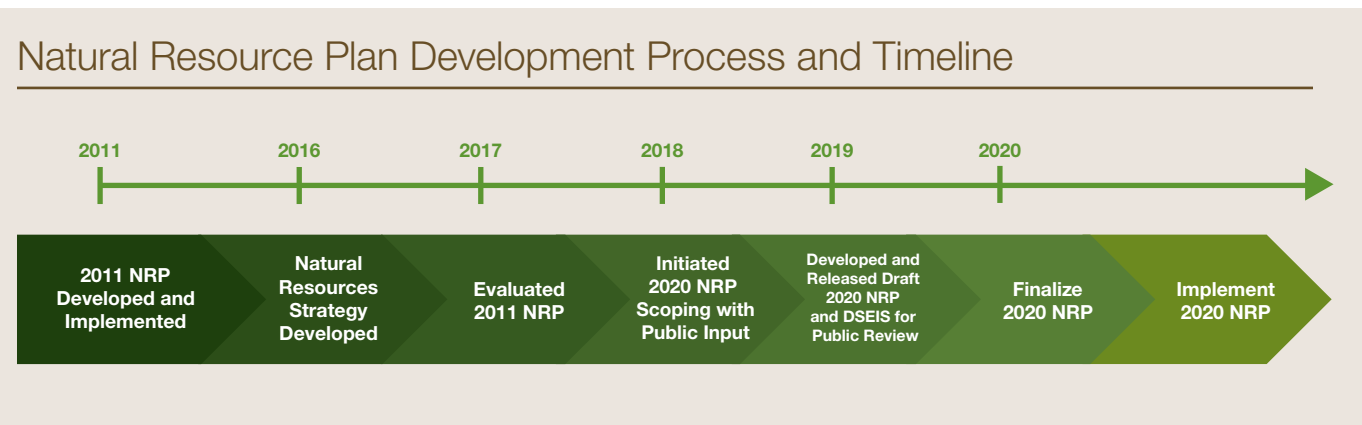 Natural Resource Plan Development Process and Timeline
2011
2016
2017
2018
2019
2020
2011 NRP
Developed and
Implemented
Natural
Resources
Strategy
Developed
Evaluated
2011 NRP
Initiated
2020 NRP
Scoping with
Public Input
Developed and
Released Draft
2020 NRP
and DSEIS for
Public Review
Finalize
2020 NRP
Implement
2020 NRP